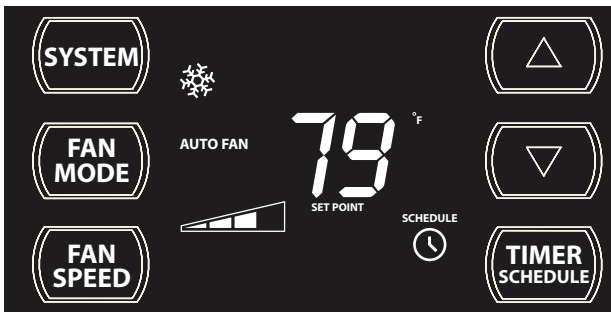 SYSTEM
FAN
MODE
FAN
SPEED
AUTO FAN
79
°F
SET POINT
SCHEDULE
TIMER
SCHEDULE